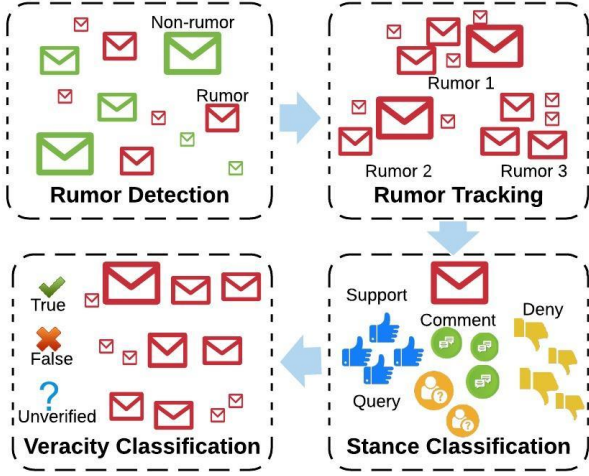 Non-rumor
Rumor
Rumor Detection
Rumor 1
Rumor 2
Rumor 3
Rumor Tracking
Support
Comment
Deny
Query
Stance Classification
True
False
?
Unverified
Veracity Classification